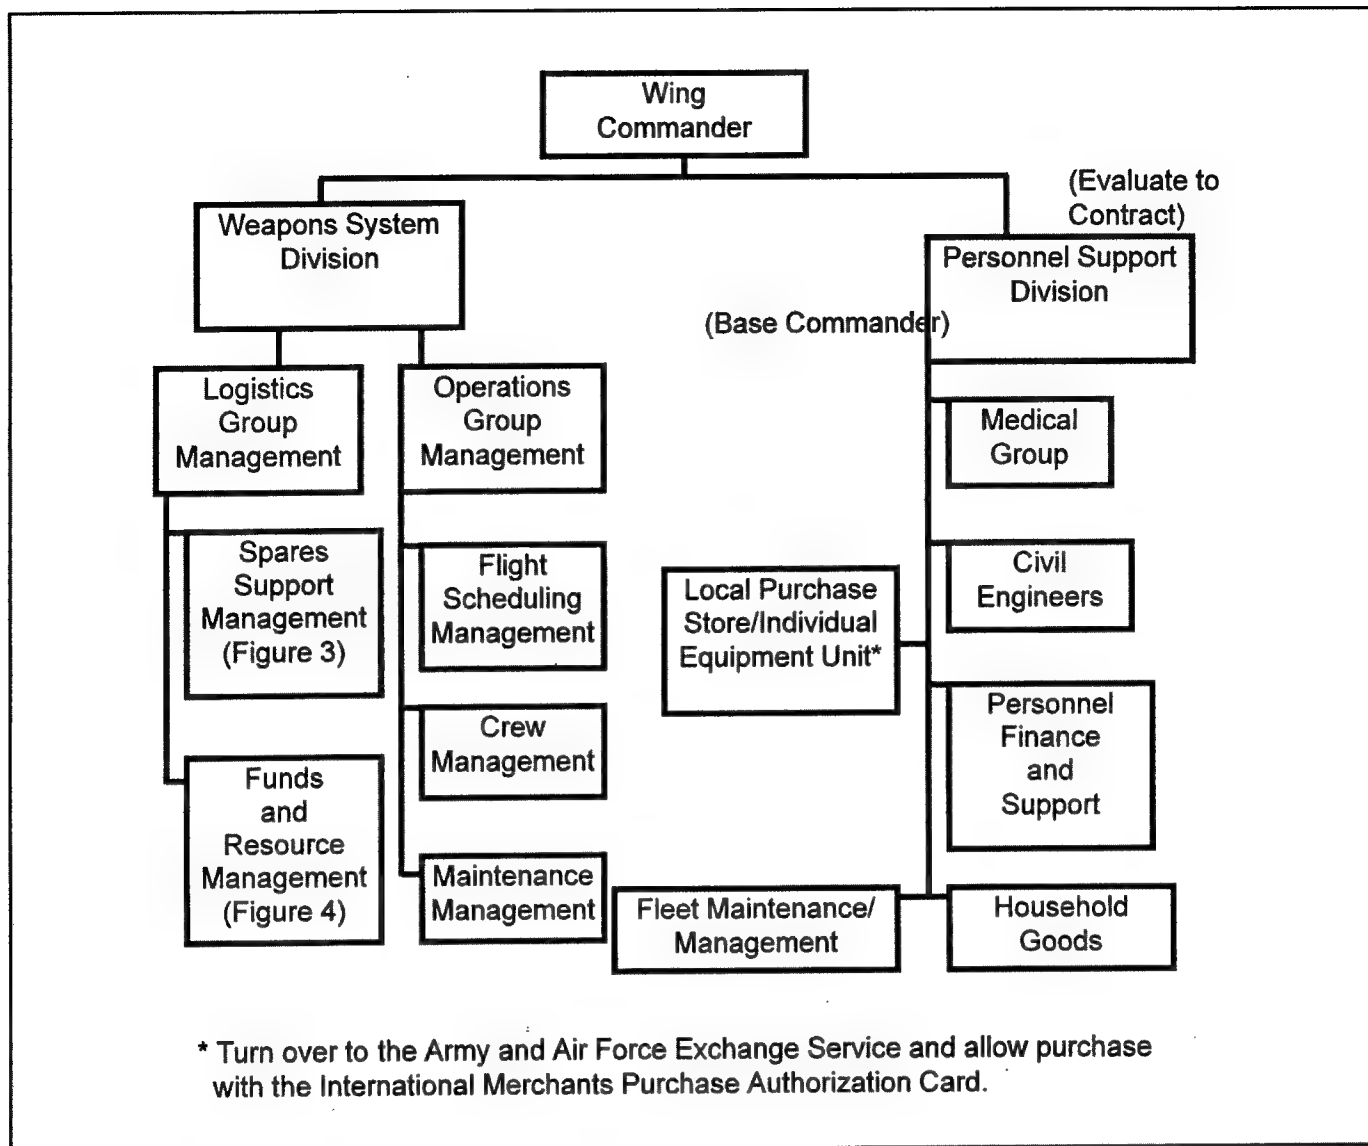 Wing
Commander
(Evaluate to
Contract)
Weapons System
Division
Personnel Support
Division
(Base Commander)
Logistics
Group
Management
Operations
Group
Management
Medical
Group
Spares
Support
Management
(Figure 3)
Flight
Scheduling
Management
Local Purchase
Store/Individual
Equipment Unit*
Civil
Engineers
Personnel
Finance
and
Support
Crew
Management
Funds
and
Resource
Management
(Figure 4)
Maintenance
Management
Fleet Maintenance/
Management
Household
Goods
* Turn over to the Army and Air Force Exchange Service and allow purchase
with the International Merchants Purchase Authorization Card.